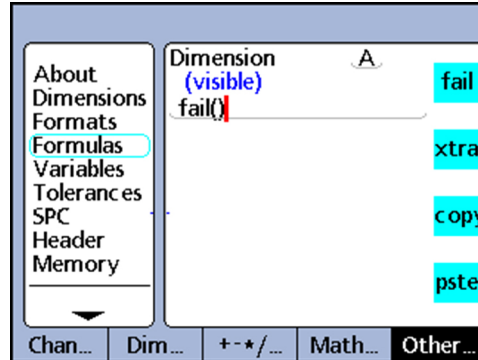 About
Dimensions
Formats
Formulas
Variables
Tolerances
SPC
Header
Memory
Dimension A
(visible)
fail()
fail
xtra
copy
pste
Chan... Dim... +-*/... Math... Other...